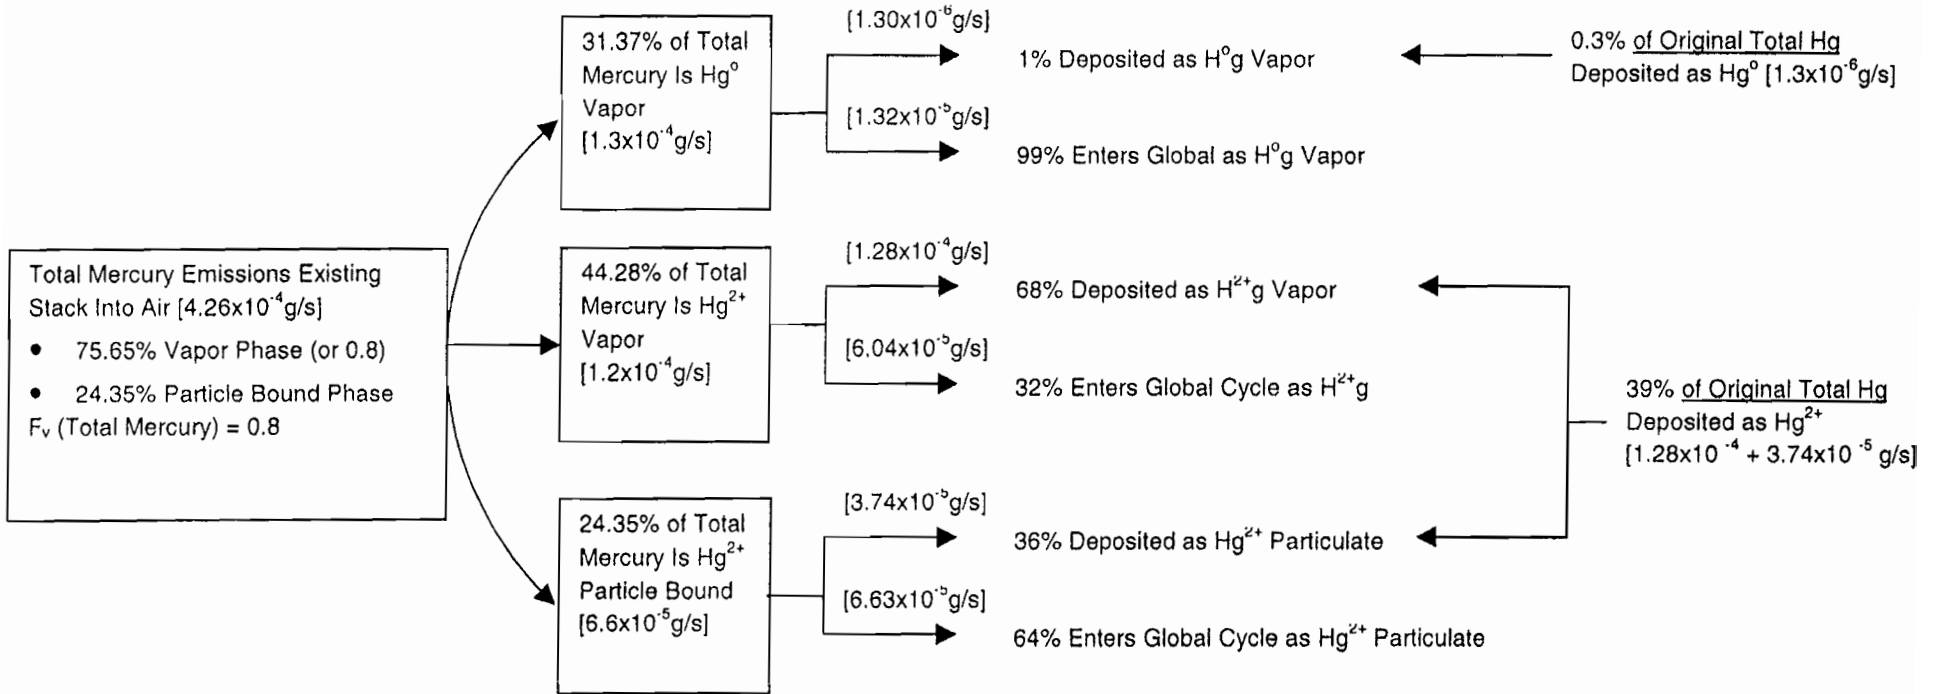 Total Mercury Emissions Existing
Stack Into Air [4.26x10⁻⁴g/s]
• 75.65% Vapor Phase (or 0.8)
• 24.35% Particle Bound Phase
Fᵥ (Total Mercury) = 0.8
31.37% of Total
Mercury Is Hg⁰
Vapor
[1.3x10⁻⁴g/s]
[1.30x10⁻⁶g/s]
1% Deposited as H⁰g Vapor
[1.32x10⁻⁵g/s]
99% Enters Global as H⁰g Vapor
0.3% of Original Total Hg
Deposited as Hg⁰ [1.3x10⁻⁶g/s]
44.28% of Total
Mercury Is Hg²⁺
Vapor
[1.2x10⁻⁴g/s]
[1.28x10⁻⁴g/s]
68% Deposited as H²⁺g Vapor
[6.04x10⁻⁵g/s]
32% Enters Global Cycle as H²⁺g
24.35% of Total
Mercury Is Hg²⁺
Particle Bound
[6.6x10⁻⁵g/s]
[3.74x10⁻⁵g/s]
36% Deposited as Hg²⁺ Particulate
[6.63x10⁻⁵g/s]
64% Enters Global Cycle as Hg²⁺ Particulate
39% of Original Total Hg
Deposited as Hg²⁺
[1.28x10 ⁻⁴ + 3.74x10 ⁻⁵ g/s]